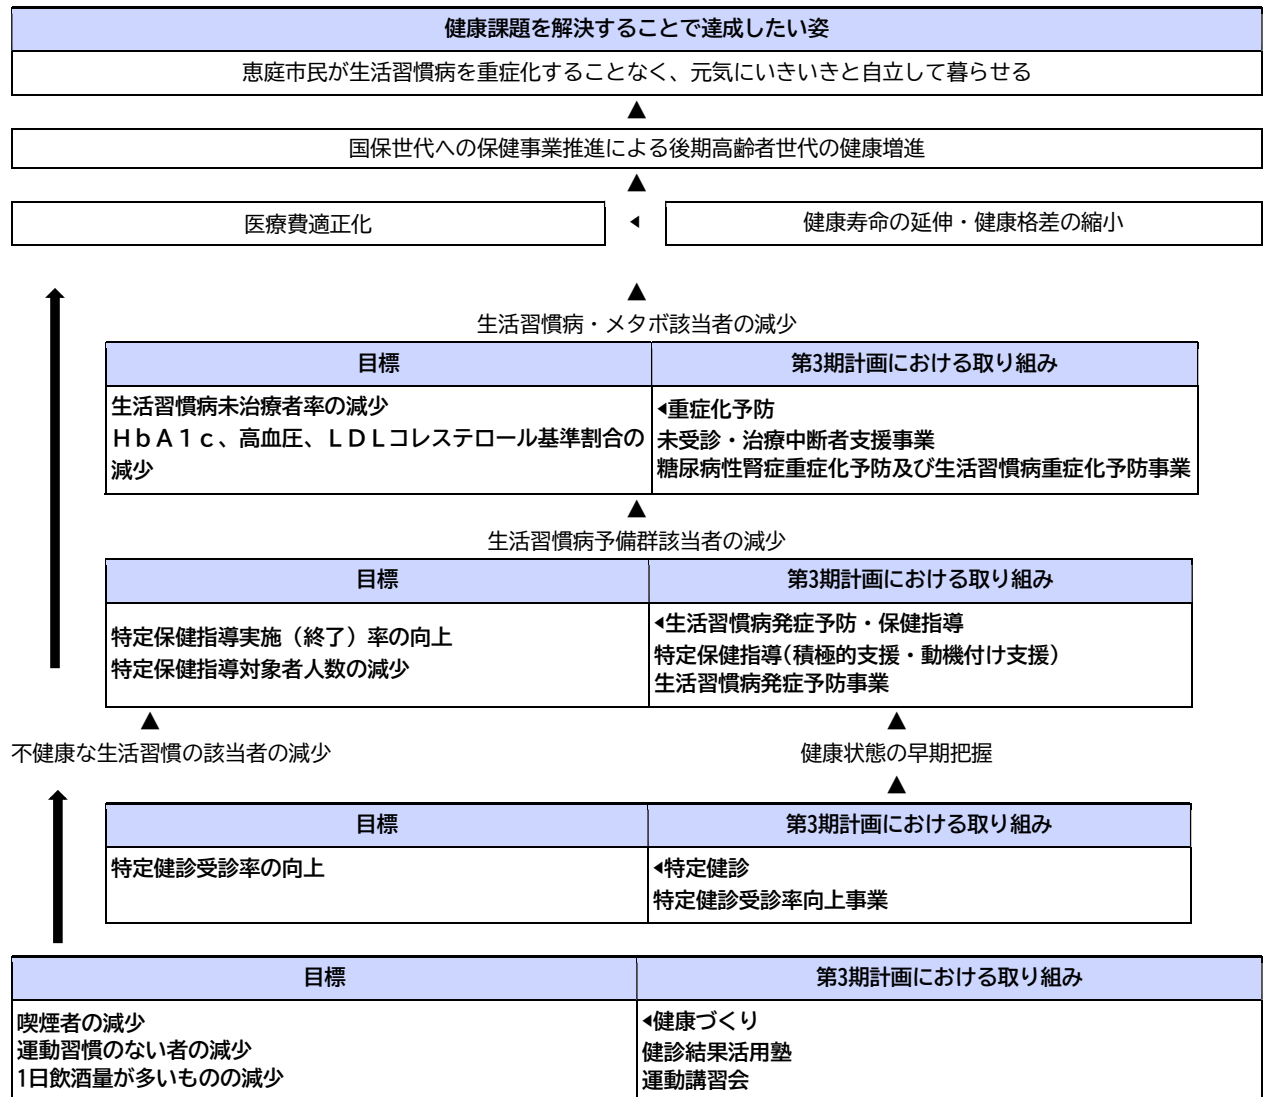 健康課題を解決することで達成したい姿
恵庭市民が生活習慣病を重症化することなく、元気にいきいきと自立して暮らせる
▲
国保世代への保健事業推進による後期高齢者世代の健康増進
▲
医療費適正化
◀
健康寿命の延伸・健康格差の縮小
▲
生活習慣病・メタボ該当者の減少
目標
第3期計画における取り組み
生活習慣病未治療者率の減少
HbA1c、高血圧、LDLコレステロール基準割合の
減少
◀重症化予防
未受診・治療中断者支援事業
糖尿病性腎症重症化予防及び生活習慣病重症化予防事業
▲
生活習慣病予備群該当者の減少
目標
第3期計画における取り組み
特定保健指導実施（終了）率の向上
特定保健指導対象者人数の減少
◀生活習慣病発症予防・保健指導
特定保健指導（積極的支援・動機付け支援）
生活習慣病発症予防事業
▲
不健康な生活習慣の該当者の減少
▲
健康状態の早期把握
▲
目標
第3期計画における取り組み
特定健診受診率の向上
◀特定健診
特定健診受診率向上事業
目標
第3期計画における取り組み
喫煙者の減少
運動習慣のない者の減少
1日飲酒量が多いものの減少
◀健康づくり
健診結果活用塾
運動講習会